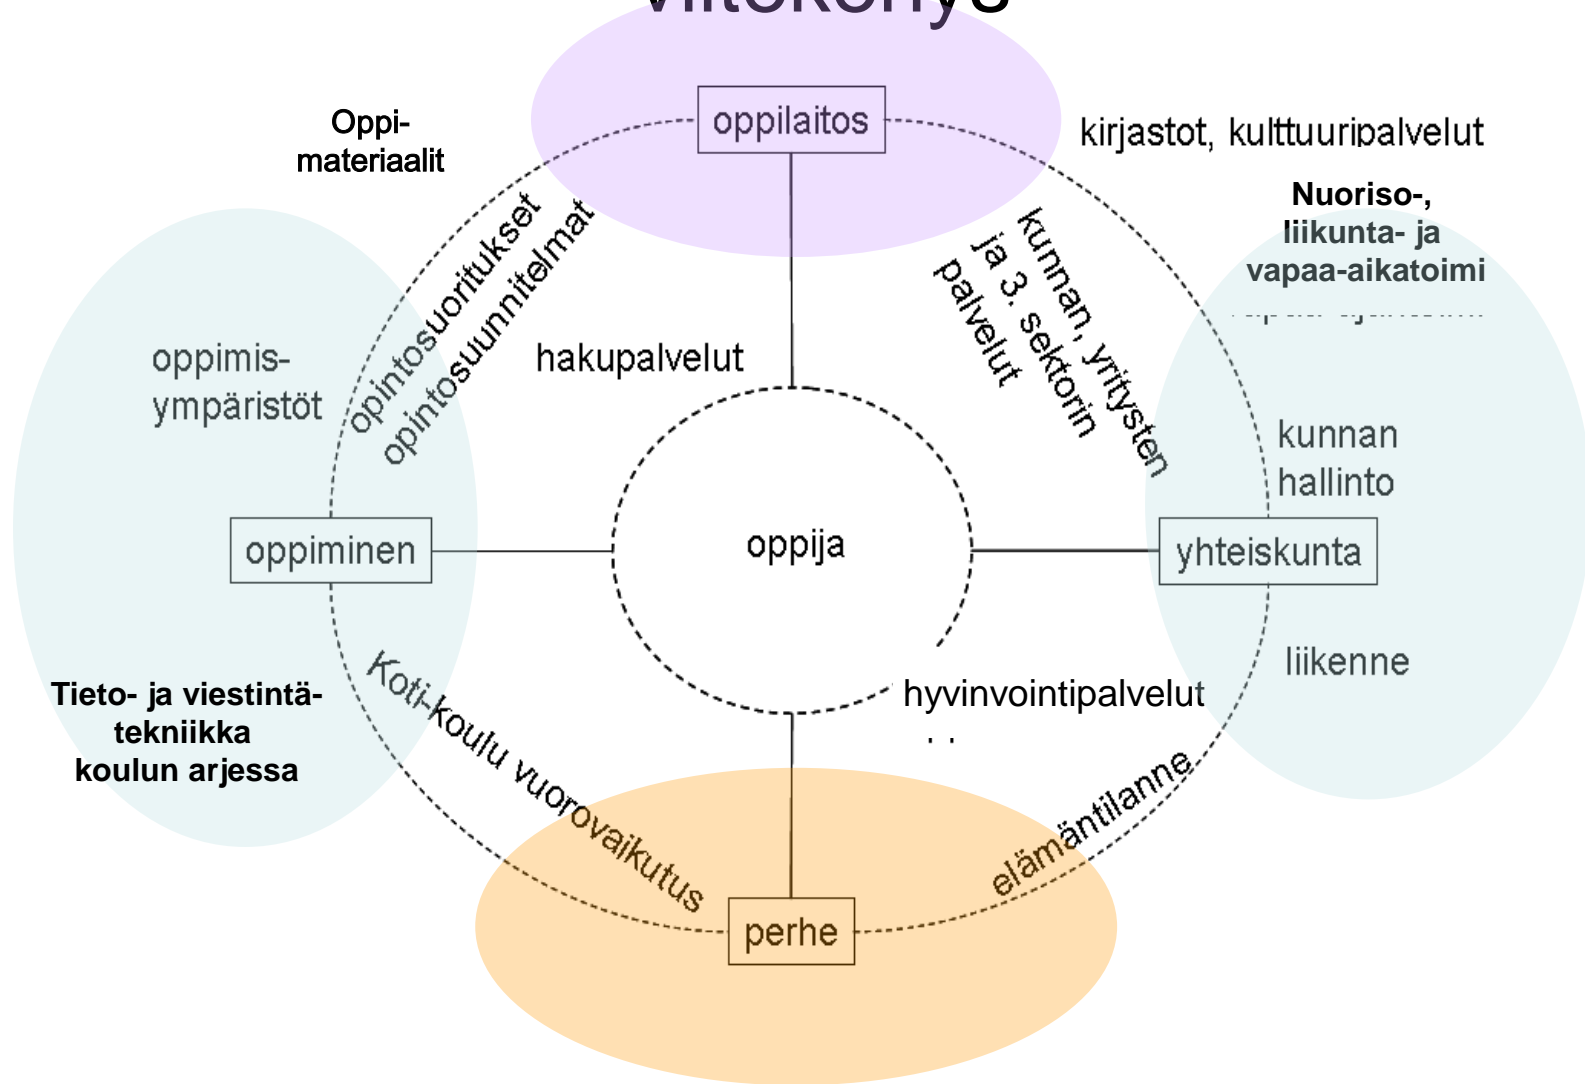 viitekehys
oppilaitos
Oppi-
materiaalit
kirjastot, kulttuuripalvelut
Nuoriso-,
liikunta- ja
vapaa-aikatoimi
opintosuoritukset
opintosuunnitelmat
kunnan, yritysten
ja 3. sektorin
palvelut
oppimis-
ympäristöt
hakupalvelut
kunnan
hallinto
oppiminen
oppija
yhteiskunta
liikenne
Tieto- ja viestintä-
tekniikka
koulun arjessa
Koti-koulu vuorovaikutus
hyvinvointipalvelut
elämäntilanne
perhe